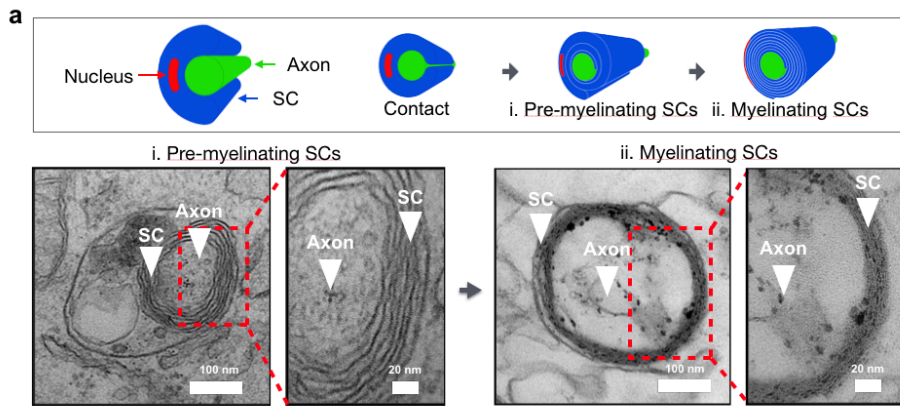 a
Nucleus
Axon
SC
Contact
i. Pre-myelinating SCs
ii. Myelinating SCs
i. Pre-myelinating SCs
ii. Myelinating SCs
SC
Axon
100 nm
Axon
SC
20 nm
SC
Axon
100 nm
SC
Axon
20 nm